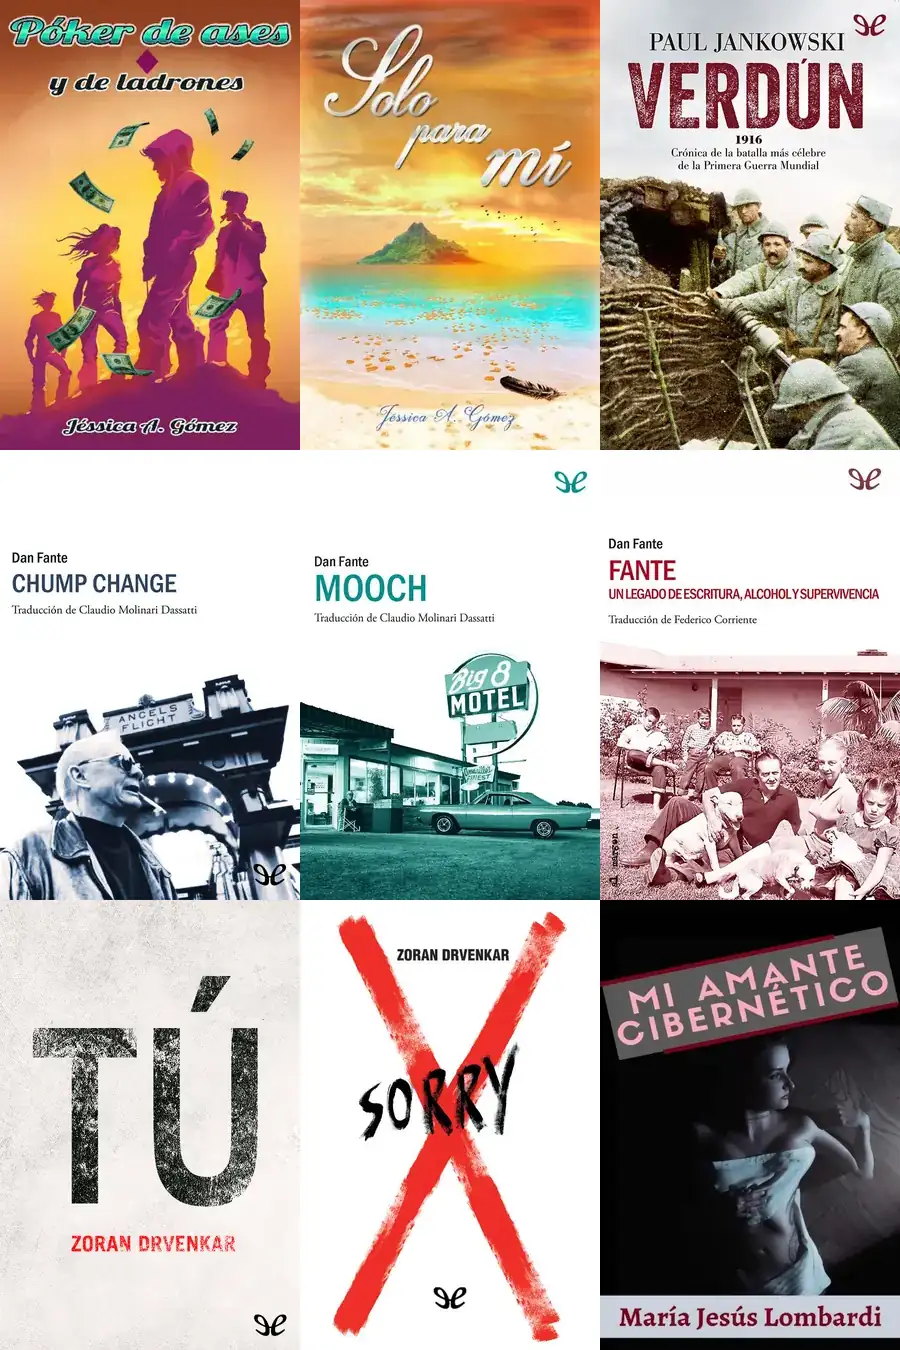 Póker de ases
y de ladrones
Jéssica A. Gómez
Solo
para
mí
Jéssica A. Gómez
PAUL JANKOWSKI
VERDÚN
1916
Crónica de la batalla más célebre
de la Primera Guerra Mundial
Dan Fante
CHUMP CHANGE
Traducción de Claudio Molinari Dassatti
ANGELS
FLIGHT
Dan Fante
MOOCH
Traducción de Claudio Molinari Dassatti
Big 8
MOTEL
Dan Fante
FANTE
UN LEGADO DE ESCRITURA, ALCOHOL Y SUPERVIVENCIA
Traducción de Federico Corriente
TÚ
ZORAN DRVENKAR
ZORAN DRVENKAR
SORRY
MI AMANTE
CIBERNÉTICO
María Jesús Lombardi